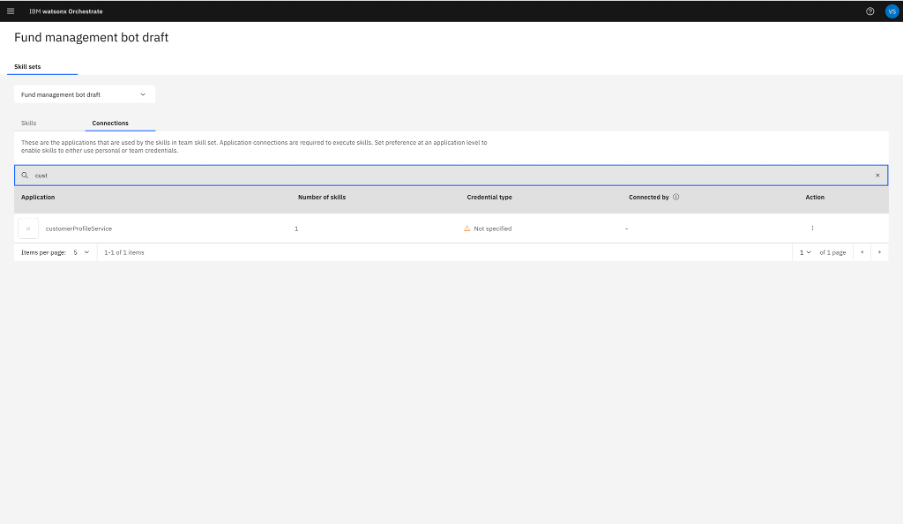 IBM watsonx Orchestrate
VS
Fund management bot draft
Skill sets
Fund management bot draft
Skills Connections
These are the applications that are used by the skills in team skill set. Application connections are required to execute skills. Set preference at an application level to
enable skills to either use personal or team credentials.
cust
Application Number of skills Credential type Connected by Action
customerProfileService 1 Not specified -
Items per page: 5 1-1 of 1 items 1 of 1 page